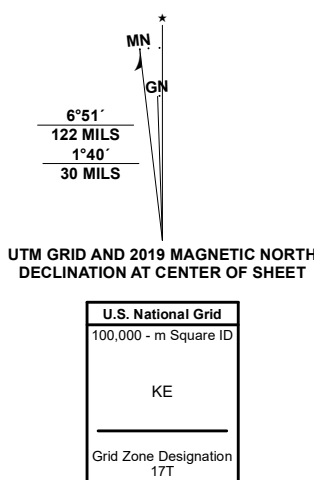 ★
MN
GN
6°51´
122 MILS
1°40´
30 MILS
UTM GRID AND 2019 MAGNETIC NORTH
DECLINATION AT CENTER OF SHEET
U.S. National Grid
100,000 - m Square ID
KE
Grid Zone Designation
17T